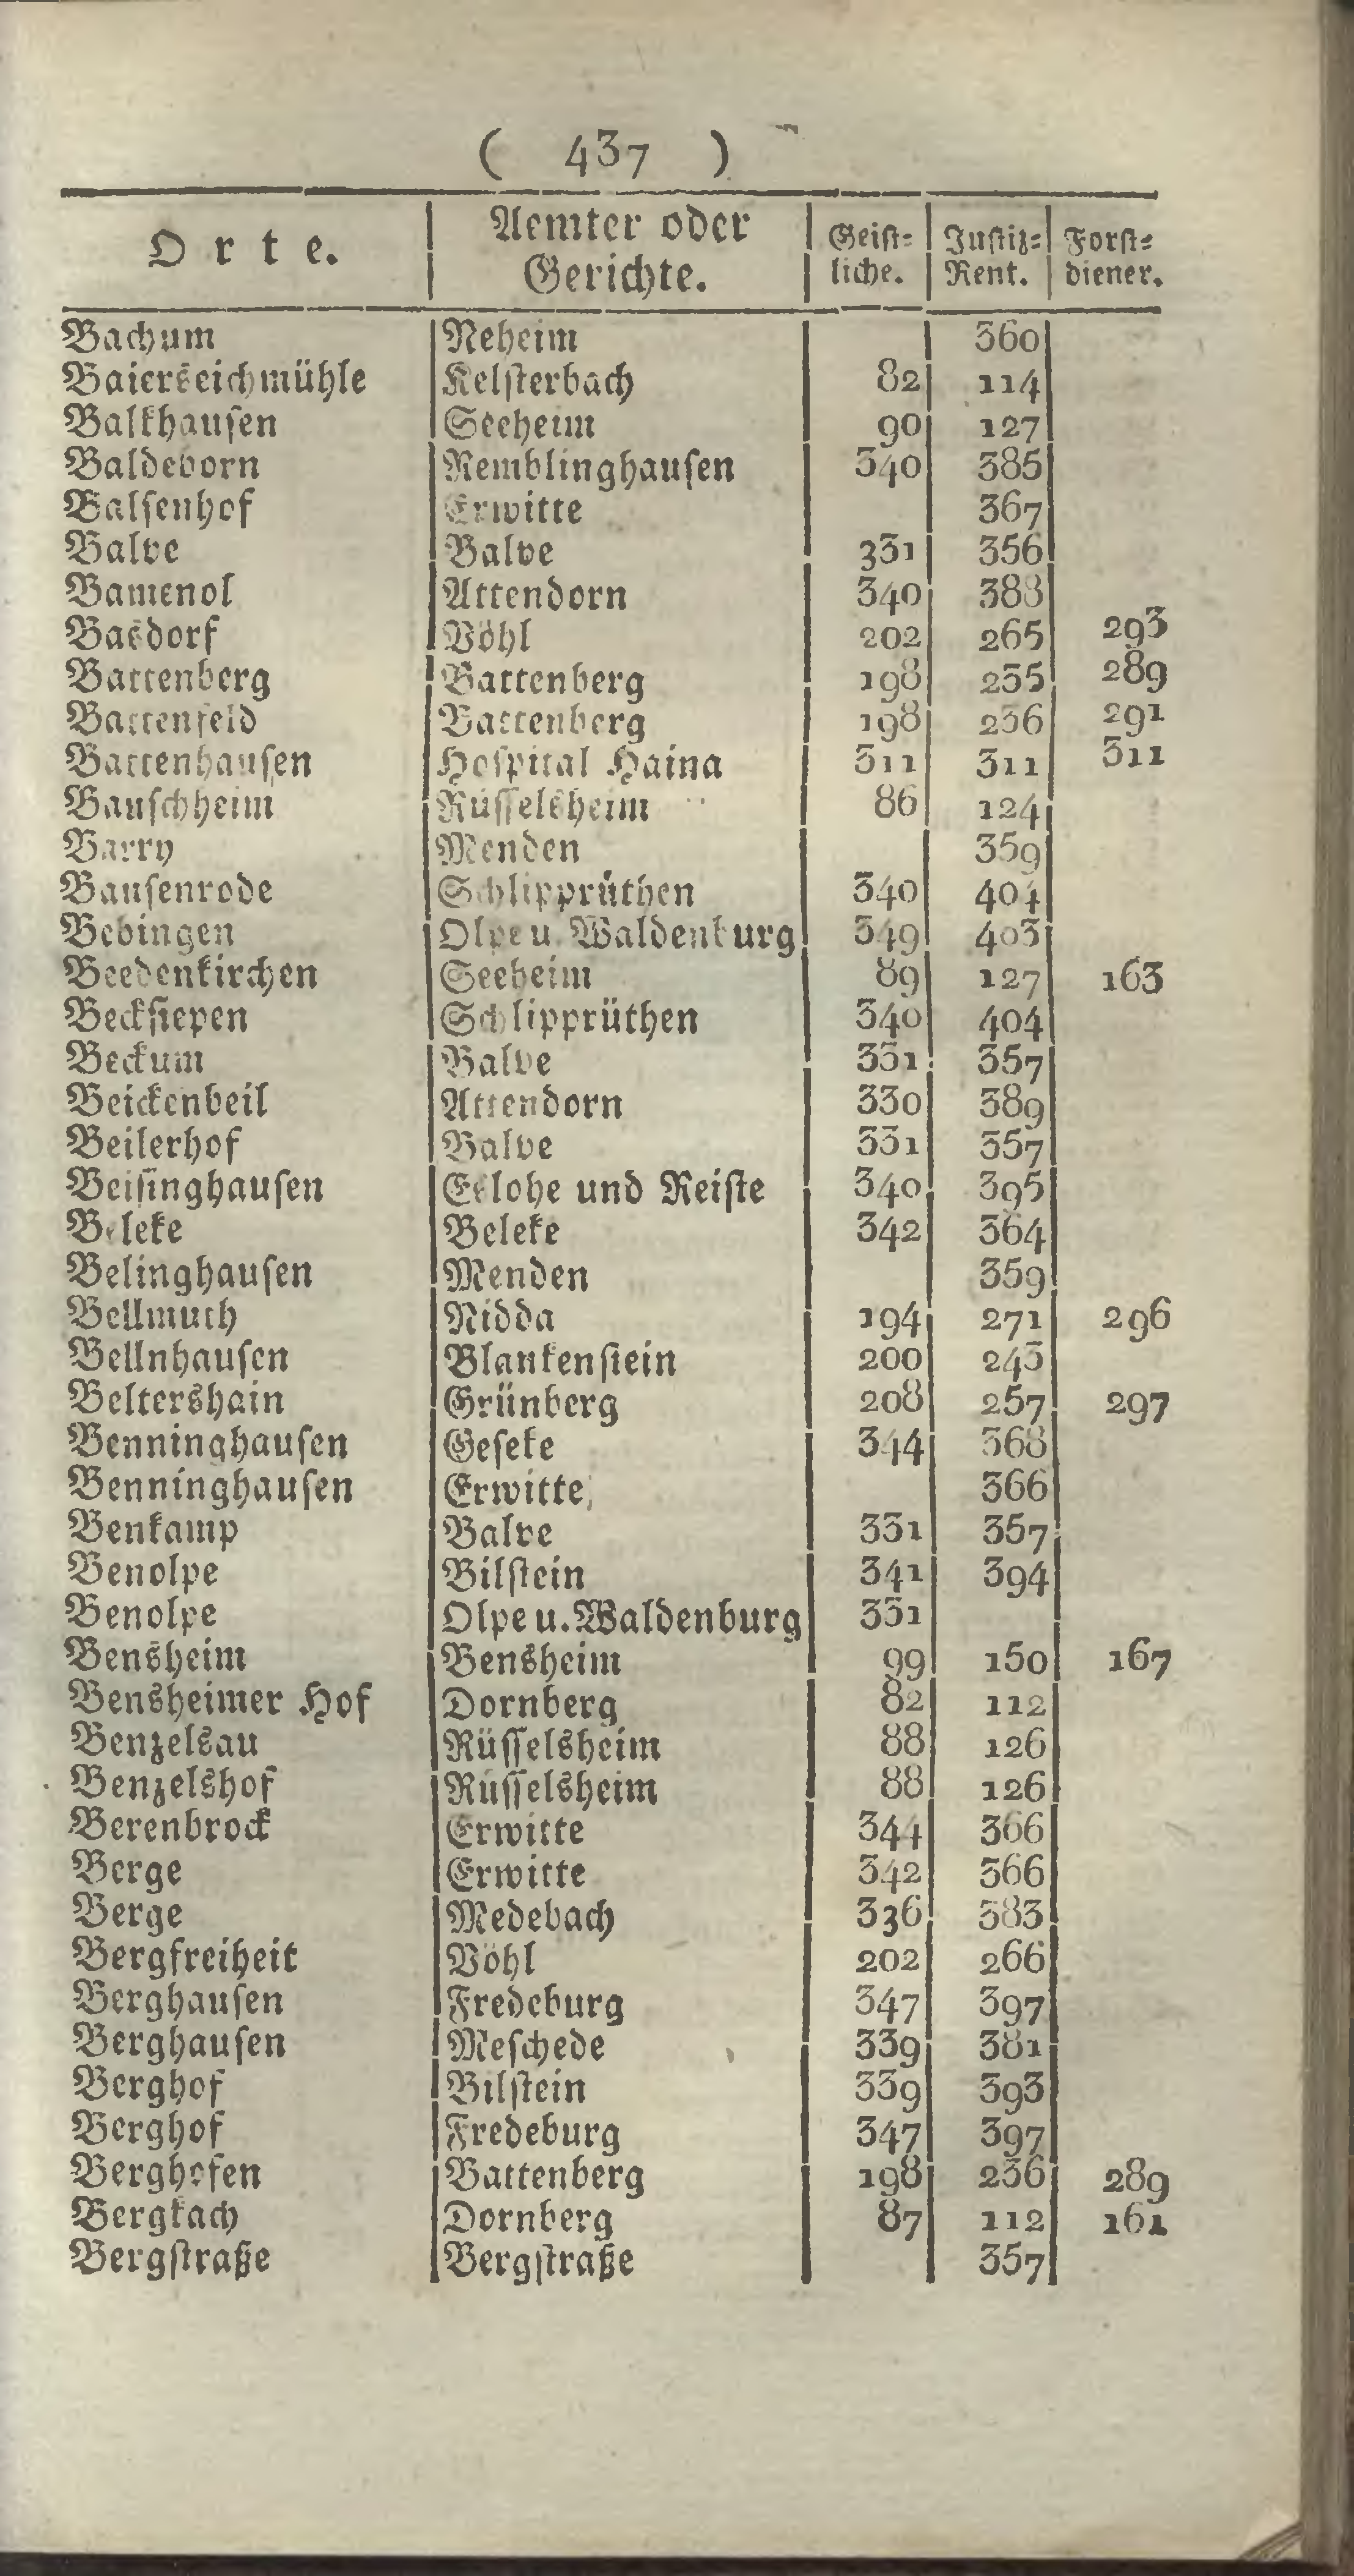 ( 437 )
Orte. | Aemter oder Gerichte. | Geist=liche. | Justiz=Rent. | Forst=diener.
Bachum | Neheim | | 360 |
Baierseichmühle | Kelsterbach | 82 | 114 |
Balkhausen | Seeheim | 90 | 127 |
Baldeborn | Remblinghausen | 340 | 385 |
Balsenhof | Erwitte | | 367 |
Balve | Balve | 331 | 356 |
Bamenol | Attendorn | 340 | 388 |
Basdorf | Vöhl | 202 | 265 | 293
Battenberg | Battenberg | 198 | 235 | 289
Battenfeld | Battenberg | 198 | 236 | 291
Battenhausen | Hospital Haina | 311 | 311 | 311
Bauschheim | Rüsselsheim | 86 | 124 |
Barry | Menden | | 359 |
Bausenrode | Schlipprüthen | 340 | 404 |
Bebingen | Olpe u. Waldenburg | 349 | 403 |
Beedenkirchen | Seeheim | 89 | 127 | 163
Becksiepen | Schlipprüthen | 340 | 404 |
Beckum | Balve | 331 | 357 |
Beickenbeil | Attendorn | 330 | 389 |
Beilerhof | Balve | 331 | 357 |
Beisinghausen | Eslohe und Reiste | 340 | 395 |
Beleke | Beleke | 342 | 364 |
Belinghausen | Menden | | 359 |
Bellmuth | Nidda | 194 | 271 | 296
Bellnhausen | Blankenstein | 200 | 243 |
Beltershain | Grünberg | 208 | 257 | 297
Benninghausen | Geseke | 344 | 368 |
Benninghausen | Erwitte | | 366 |
Benkamp | Balve | 331 | 357 |
Benolpe | Bilstein | 341 | 394 |
Benolpe | Olpe u. Waldenburg | 351 | |
Bensheim | Bensheim | 99 | 150 | 167
Bensheimer Hof | Dornberg | 82 | 112 |
Benzelsau | Rüsselsheim | 88 | 126 |
Benzelshof | Rüsselsheim | 88 | 126 |
Berenbrock | Erwitte | 344 | 366 |
Berge | Erwitte | 342 | 366 |
Berge | Medebach | 336 | 383 |
Bergfreiheit | Vöhl | 202 | 266 |
Berghausen | Fredeburg | 347 | 397 |
Berghausen | Meschede | 339 | 381 |
Berghof | Bilstein | 339 | 393 |
Berghof | Fredeburg | 347 | 397 |
Berghofen | Battenberg | 198 | 236 | 289
Bergkach | Dornberg | 87 | 112 | 161
Bergstraße | Bergstraße | | 357 |